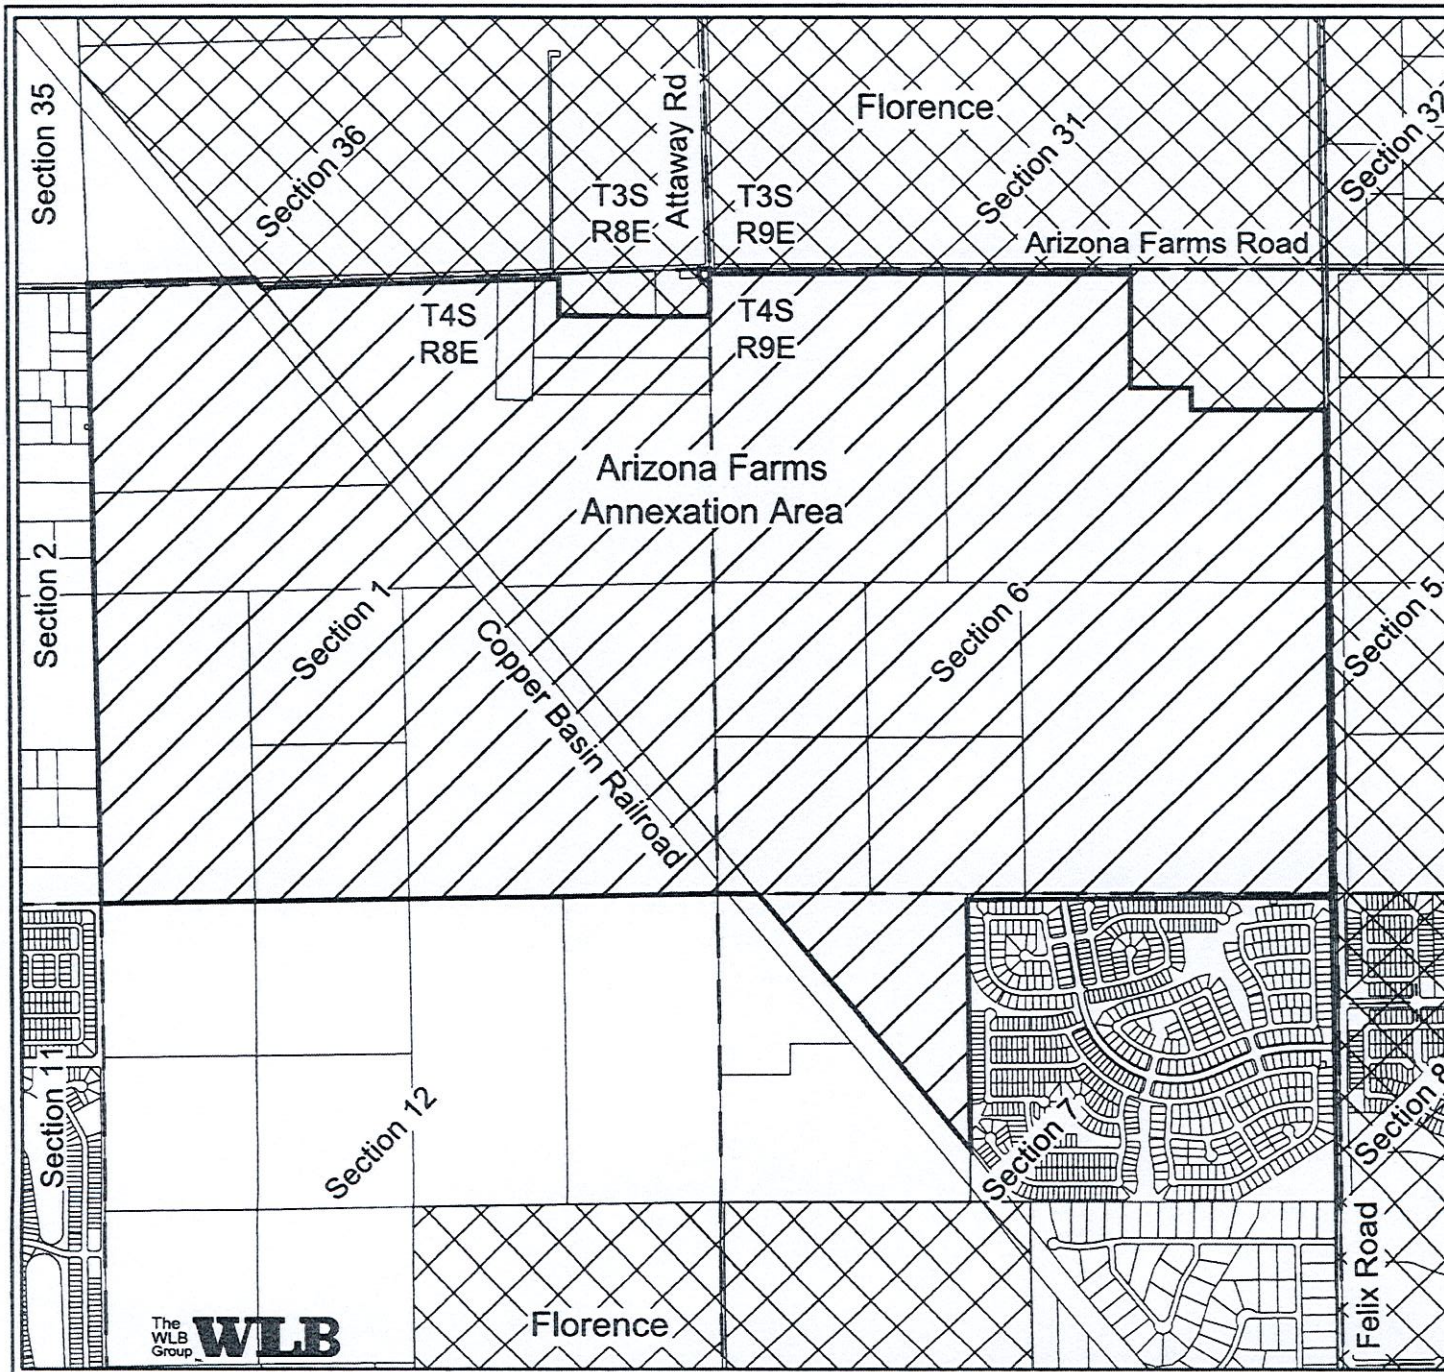 Section 35
Section 36
Attaway Rd
Florence
Section 31
Section 32
T3S
R8E
T3S
R9E
Arizona Farms Road
T4S
R8E
T4S
R9E
Arizona Farms
Annexation Area
Section 2
Section 1
Copper Basin Railroad
Section 6
Section 5
Section 11
Section 12
Section 7
Section 8
Felix Road
The
WLB
Group
WLB
Florence